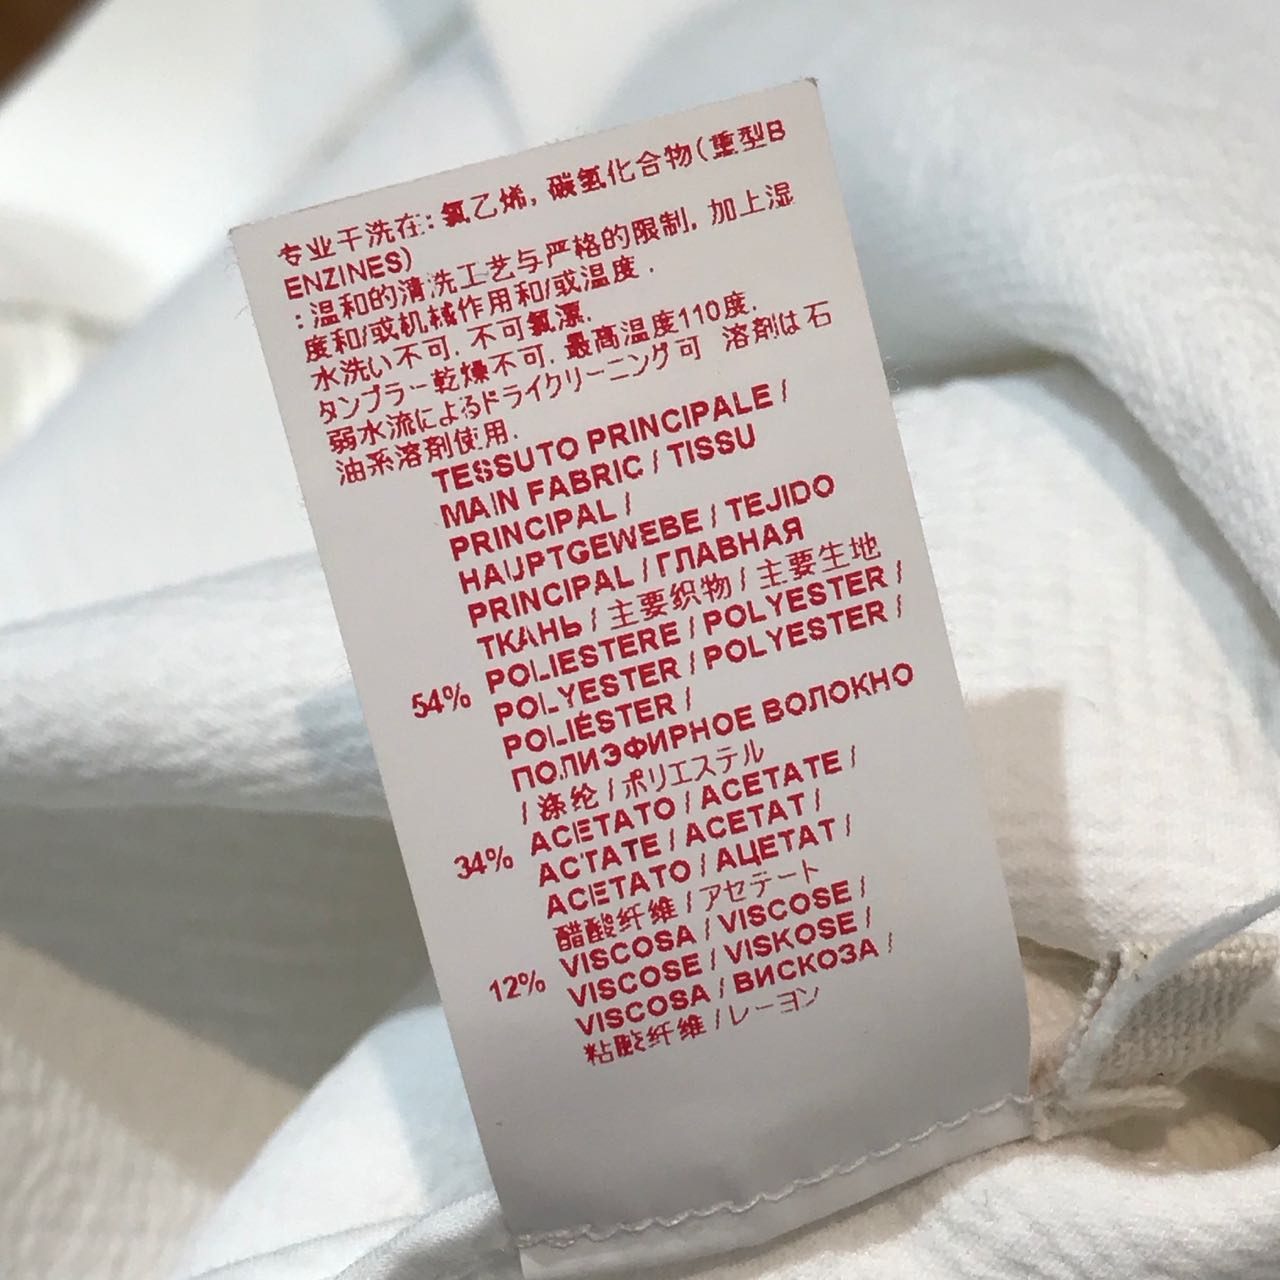 专业干洗在: 氯乙烯, 碳氢化合物(重型B
ENZINES)
: 温和的清洗工艺与严格的限制, 加上湿
度和/或机械作用和/或温度 .
水洗い不可. 不可氯漂.
タンブラー乾燥不可. 最高温度110度.
弱水流によるドライクリーニング可 溶剤は石
油系溶剤使用.
TESSUTO PRINCIPALE /
MAIN FABRIC / TISSU
PRINCIPAL /
HAUPTGEWEBE / TEJIDO
PRINCIPAL / ГЛАВНАЯ
ТКАНЬ / 主要织物 / 主要生地
54% POLIESTERE / POLYESTER /
POLYESTER / POLYESTER /
POLIÉSTER /
ПОЛИЭФИРНОЕ ВОЛОКНО
/ 涤纶 / ポリエステル
34% ACETATO / ACETATE /
ACTATE / ACETAT /
ACETATO / АЦЕТАТ /
醋酸纤维 / アセテート
12% VISCOSA / VISCOSE /
VISCOSE / VISKOSE /
VISCOSA / ВИСКОЗА /
粘酸纤维 / レーヨン